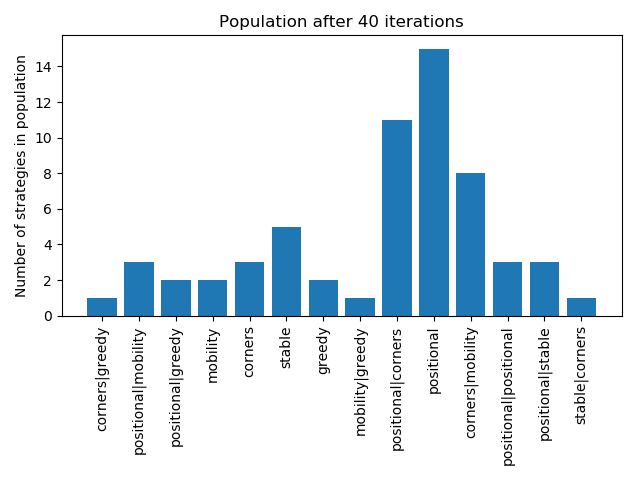 Population after 40 iterations
Number of strategies in population
14
12
10
8
6
4
2
0
corners|greedy
positional|mobility
positional|greedy
mobility
corners
stable
greedy
mobility|greedy
positional|corners
positional
corners|mobility
positional|positional
positional|stable
stable|corners